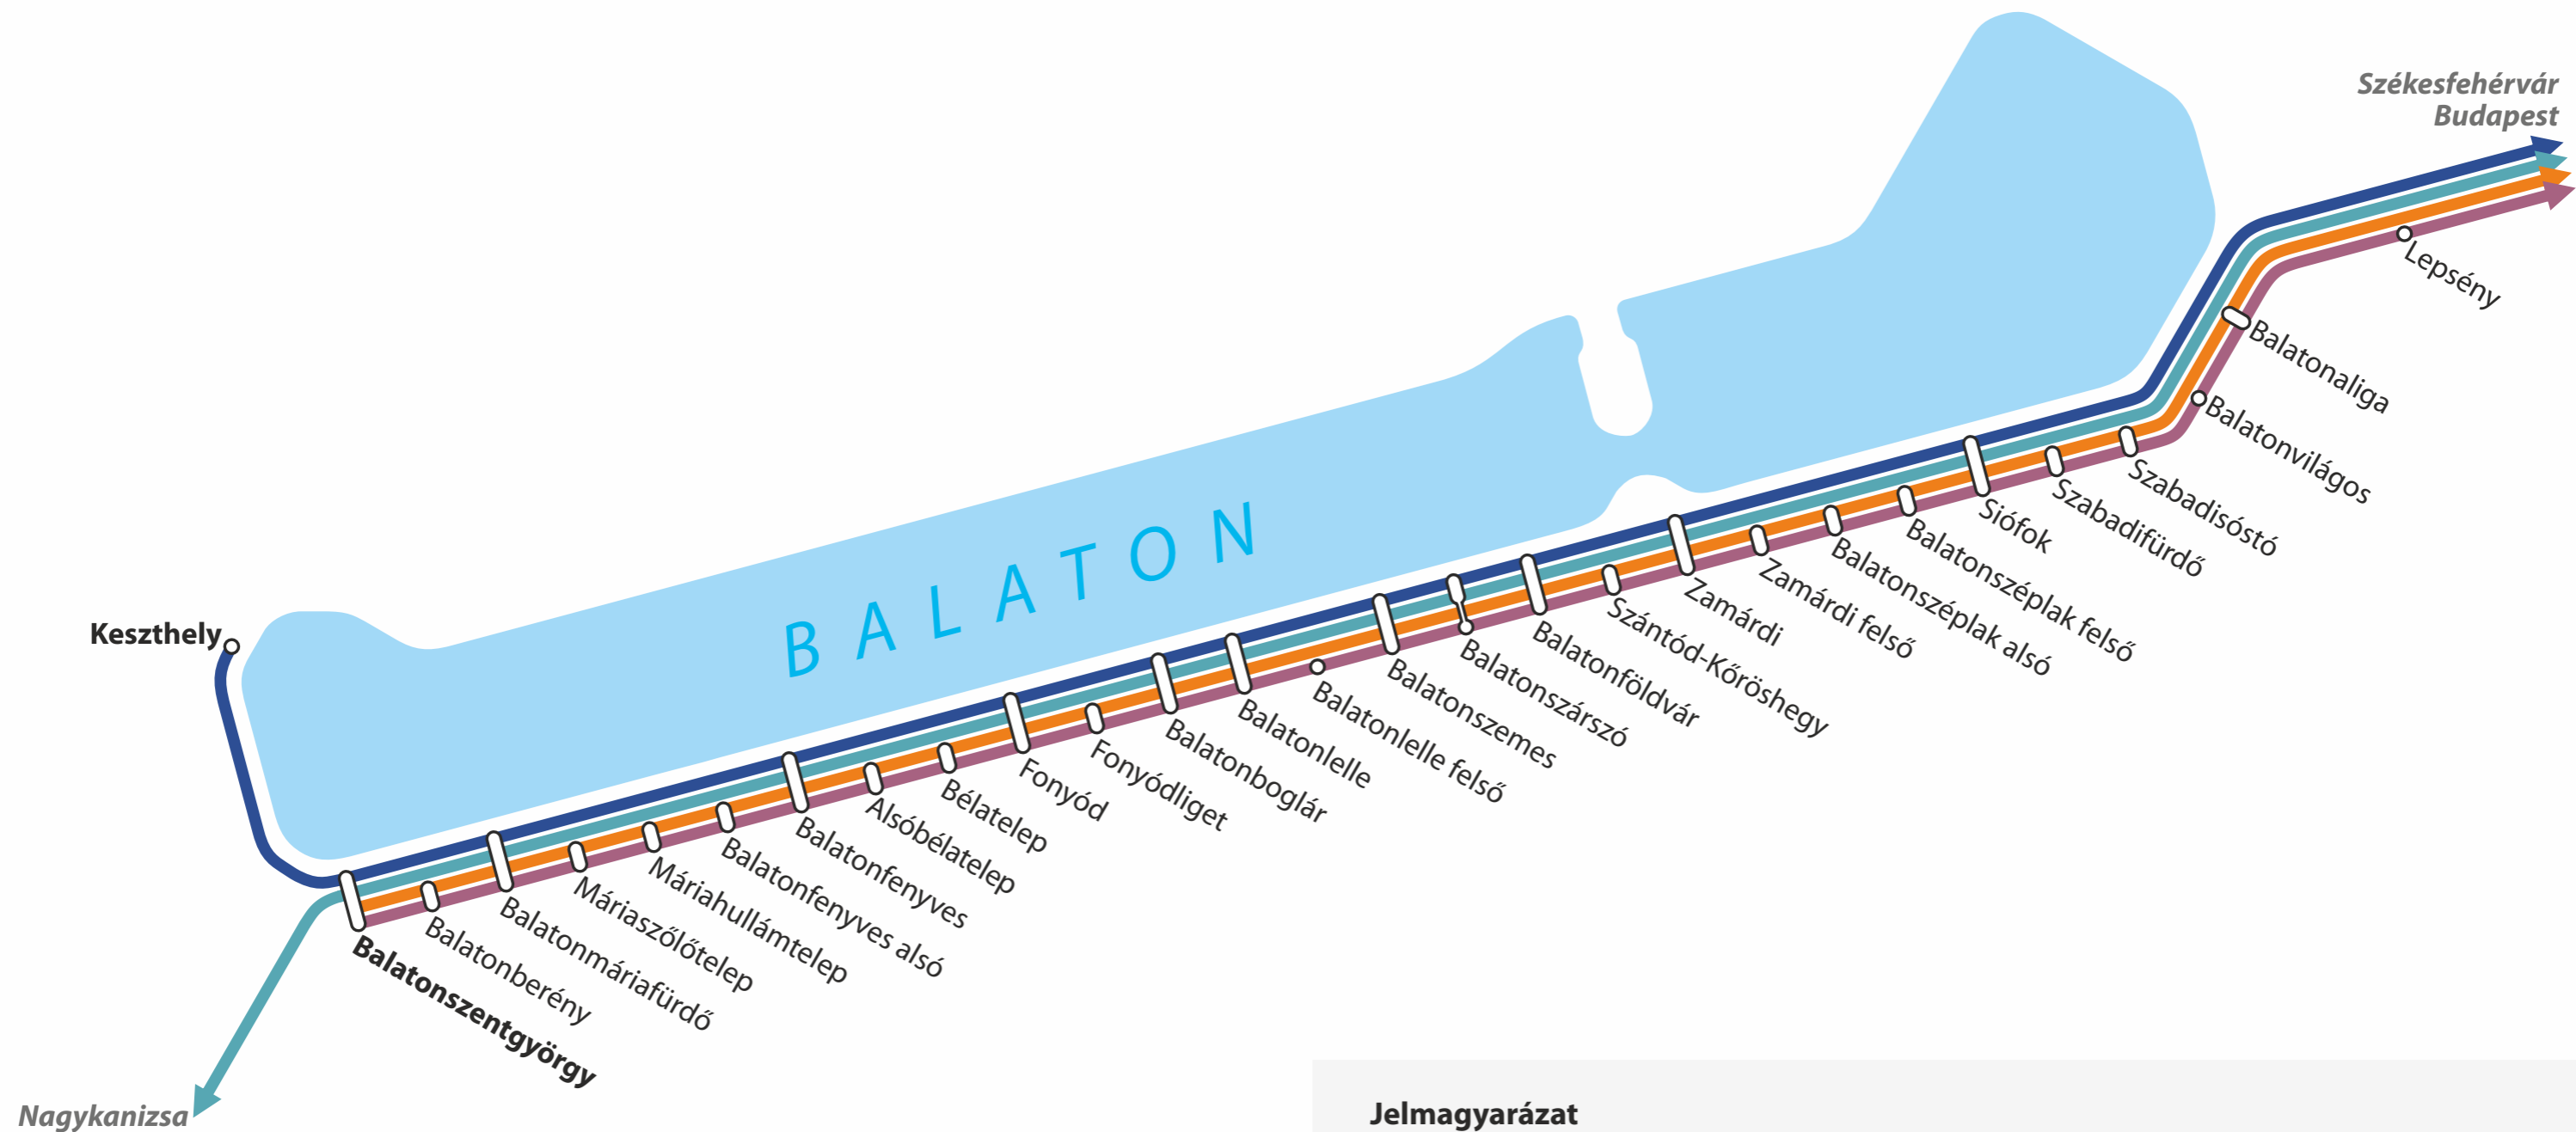 Székesfehérvár
Budapest
Lepsény
Balatonaliga
Balatonvilágos
Szabadisóstó
Szabadifürdő
Siófok
Balatonszéplak felső
Balatonszéplak alsó
Zamárdi felső
Zamárdi
Szántód-Kőröshegy
Balatonföldvár
Balatonszárszó
Balatonszemes
Balatonlelle felső
Balatonlelle
Balatonboglár
Fonyódliget
Fonyód
Bélatelep
Alsóbélatelep
Balatonfenyves
Balatonfenyves alsó
Máriahullámtelep
Máriaszőlőtelep
Balatonmáriafürdő
Balatonberény
Balatonszentgyörgy
Keszthely
BALATON
Nagykanizsa
Jelmagyarázat